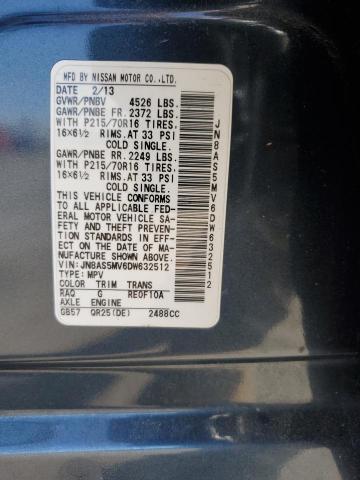 MFD BY NISSAN MOTOR CO.,LTD.
DATE 2/13
GVWR/PNBV 4526 LBS.
GAWR/PNBE FR. 2372 LBS.
WITH P215/70R16 TIRES.
16×6½ RIMS.AT 33 PSI
COLD SINGLE.
GAWR/PNBE RR. 2249 LBS.
WITH P215/70R16 TIRES.
16×6½ RIMS.AT 33 PSI
COLD SINGLE.
THIS VEHICLE CONFORMS
TO ALL APPLICABLE FED-
ERAL MOTOR VEHICLE SA-
FETY AND THEFT PREVEN-
TION STANDARDS IN EFF-
ECT ON THE DATE OF MA-
NUFACTURE SHOWN ABOVE.
VIN: JN8AS5MV6DW632512
TYPE: MPV
COLOR TRIM TRANS
RAQ G RE0F10A
AXLE ENGINE
GB57 QR25(DE) 2488CC
JN8AS5MV6DW632512